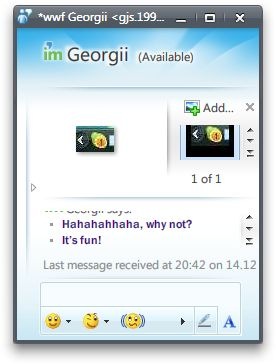 *wwf Georgii <gjs.199...
im Georgii (Available)
Add...
1 of 1
Georgii says:
Hahahahhaha, why not?
It's fun!
Last message received at 20:42 on 14.12
A